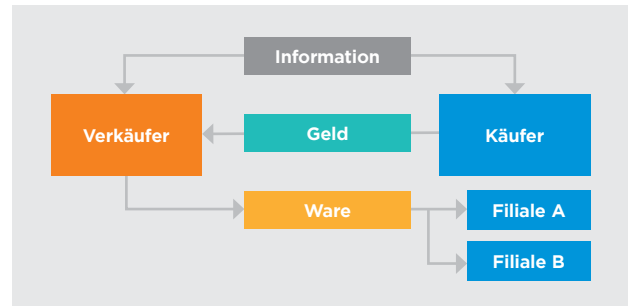 Information
Verkäufer
Geld
Käufer
Ware
Filiale A
Filiale B